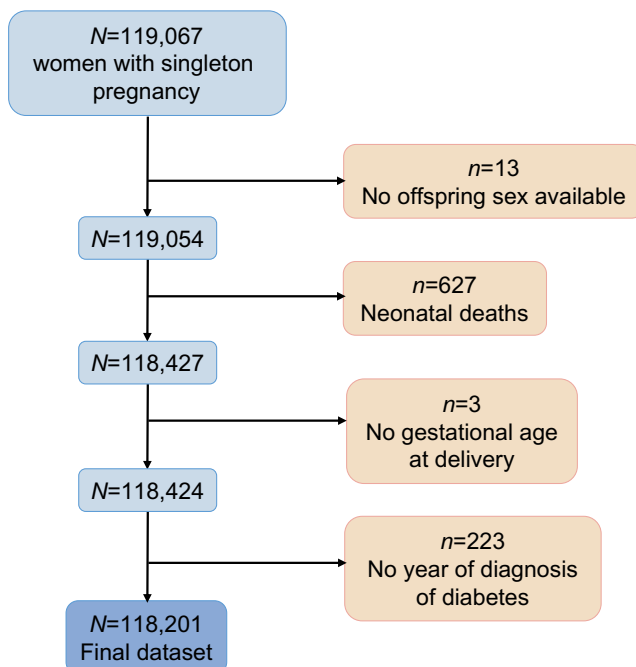 N=119,067
women with singleton
pregnancy
n=13
No offspring sex available
N=119,054
n=627
Neonatal deaths
N=118,427
n=3
No gestational age
at delivery
N=118,424
n=223
No year of diagnosis
of diabetes
N=118,201
Final dataset